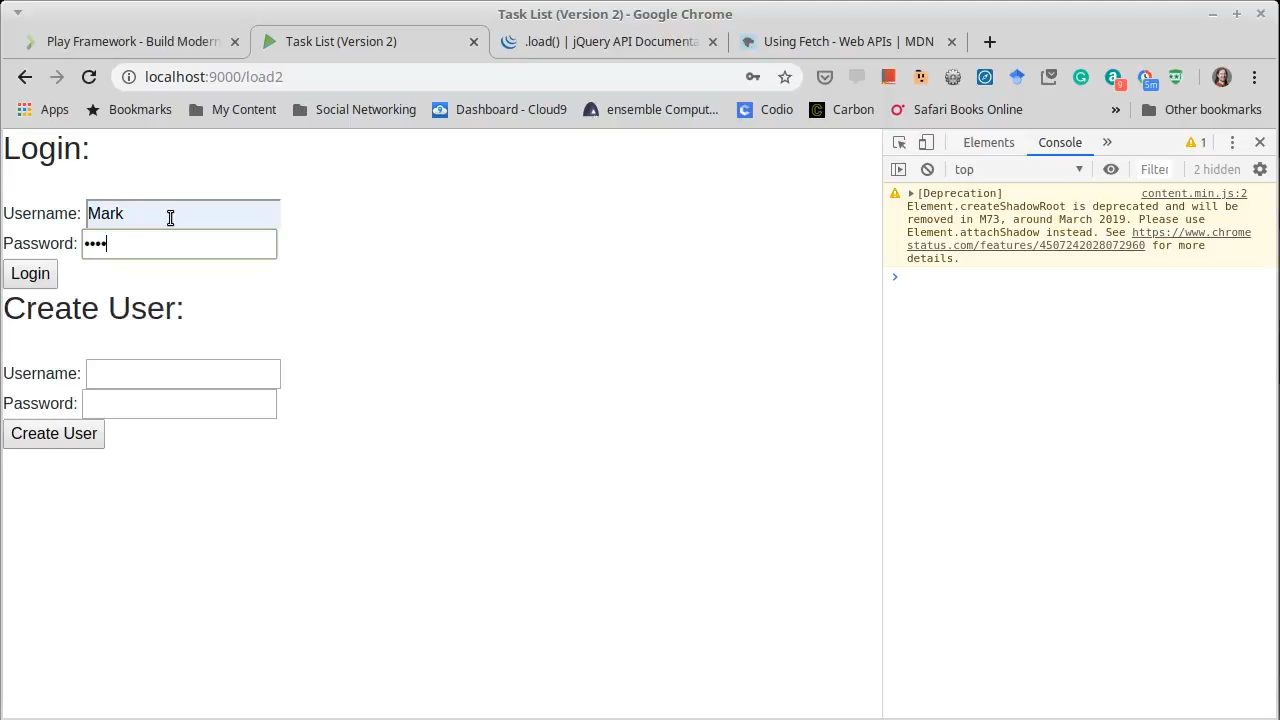 Task List (Version 2) - Google Chrome
Play Framework - Build Modern
Task List (Version 2)
.load() | jQuery API Documenta
Using Fetch - Web APIs | MDN
localhost:9000/load2
9
5m
Apps
Bookmarks
My Content
Social Networking
Dashboard - Cloud9
ensemble Comput...
Codio
Carbon
Safari Books Online
»
Other bookmarks
Login:
Username: Mark
Password: ••••
Login
Create User:
Username:
Password:
Create User
Elements
Console
»
1
top
Filter
2 hidden
[Deprecation]
content.min.js:2
Element.createShadowRoot is deprecated and will
be removed in M73, around March 2019. Please use
Element.attachShadow instead. See https://www.chrome
status.com/features/4507242028072960 for more
details.